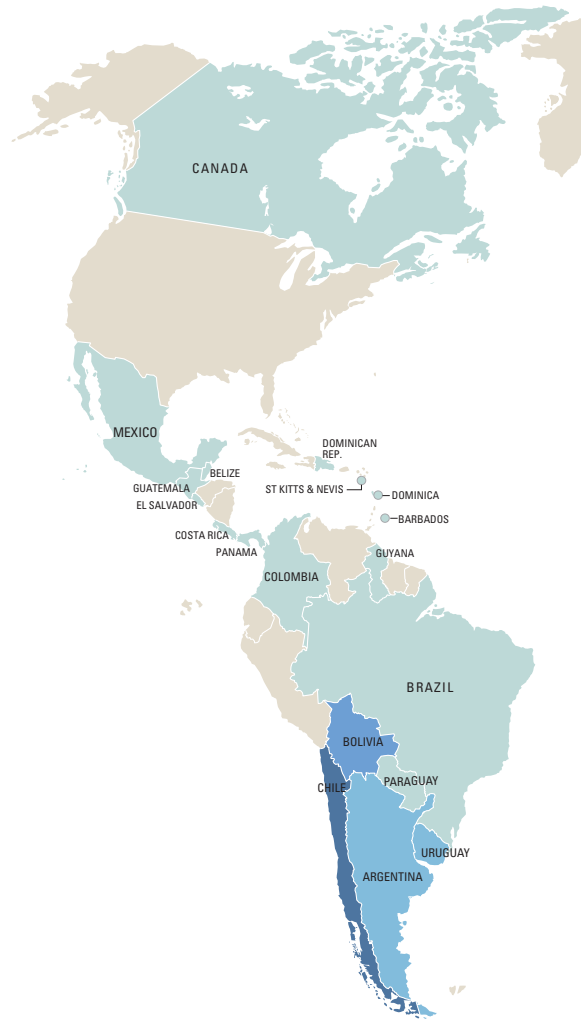 CANADA
MEXICO
DOMINICAN
REP.
BELIZE
GUATEMALA
ST KITTS & NEVIS
DOMINICA
EL SALVADOR
BARBADOS
COSTA RICA
PANAMA
GUYANA
COLOMBIA
BRAZIL
BOLIVIA
PARAGUAY
CHILE
URUGUAY
ARGENTINA